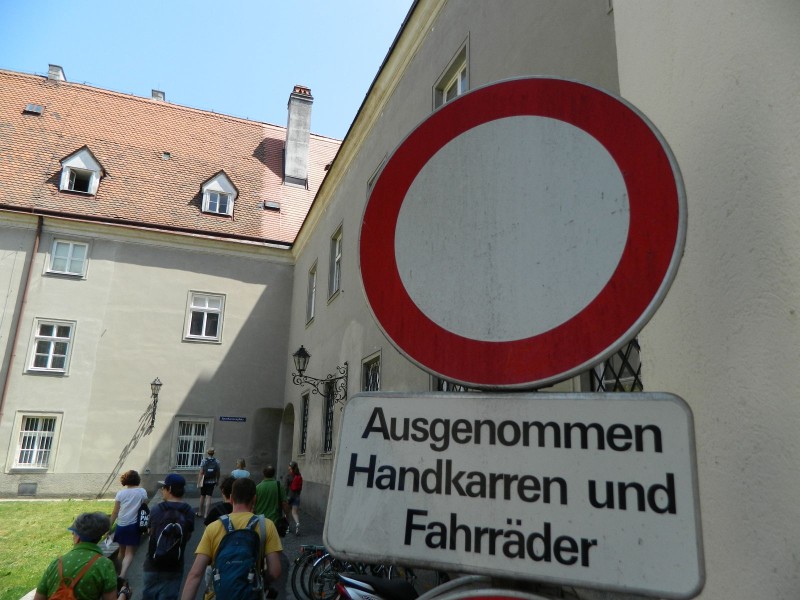 Ausgenommen
Handkarren und
Fahrräder